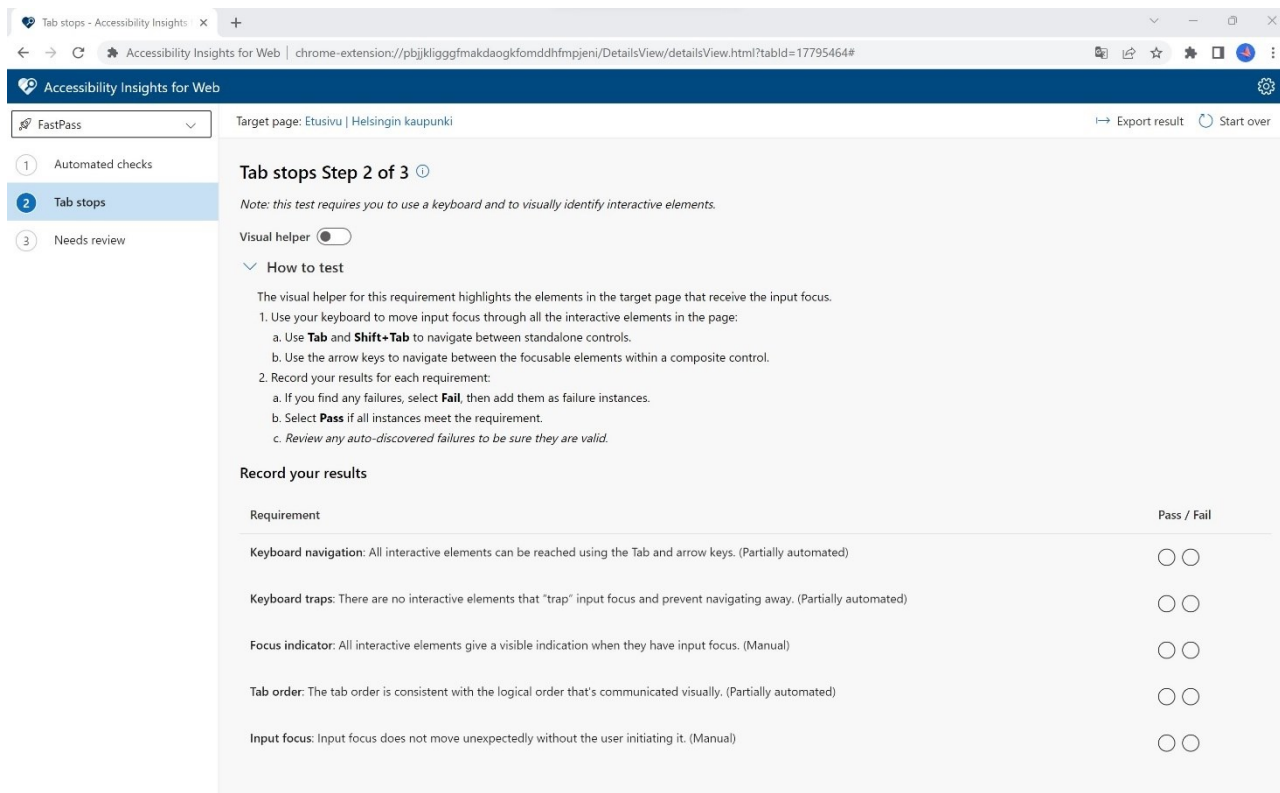 Tab stops - Accessibility Insights
Accessibility Insights for Web | chrome-extension://pbjjkligggfmakdaogkfomddhfmpjeni/DetailsView/detailsView.html?tabId=17795464#
Accessibility Insights for Web
FastPass
Target page: Etusivu | Helsingin kaupunki
Export result
Start over
1 Automated checks
2 Tab stops
3 Needs review
Tab stops Step 2 of 3
Note: this test requires you to use a keyboard and to visually identify interactive elements.
Visual helper
How to test
The visual helper for this requirement highlights the elements in the target page that receive the input focus.
1. Use your keyboard to move input focus through all the interactive elements in the page:
a. Use Tab and Shift+Tab to navigate between standalone controls.
b. Use the arrow keys to navigate between the focusable elements within a composite control.
2. Record your results for each requirement:
a. If you find any failures, select Fail, then add them as failure instances.
b. Select Pass if all instances meet the requirement.
c. Review any auto-discovered failures to be sure they are valid.
Record your results
Requirement Pass / Fail
Keyboard navigation: All interactive elements can be reached using the Tab and arrow keys. (Partially automated)
Keyboard traps: There are no interactive elements that "trap" input focus and prevent navigating away. (Partially automated)
Focus indicator: All interactive elements give a visible indication when they have input focus. (Manual)
Tab order: The tab order is consistent with the logical order that's communicated visually. (Partially automated)
Input focus: Input focus does not move unexpectedly without the user initiating it. (Manual)